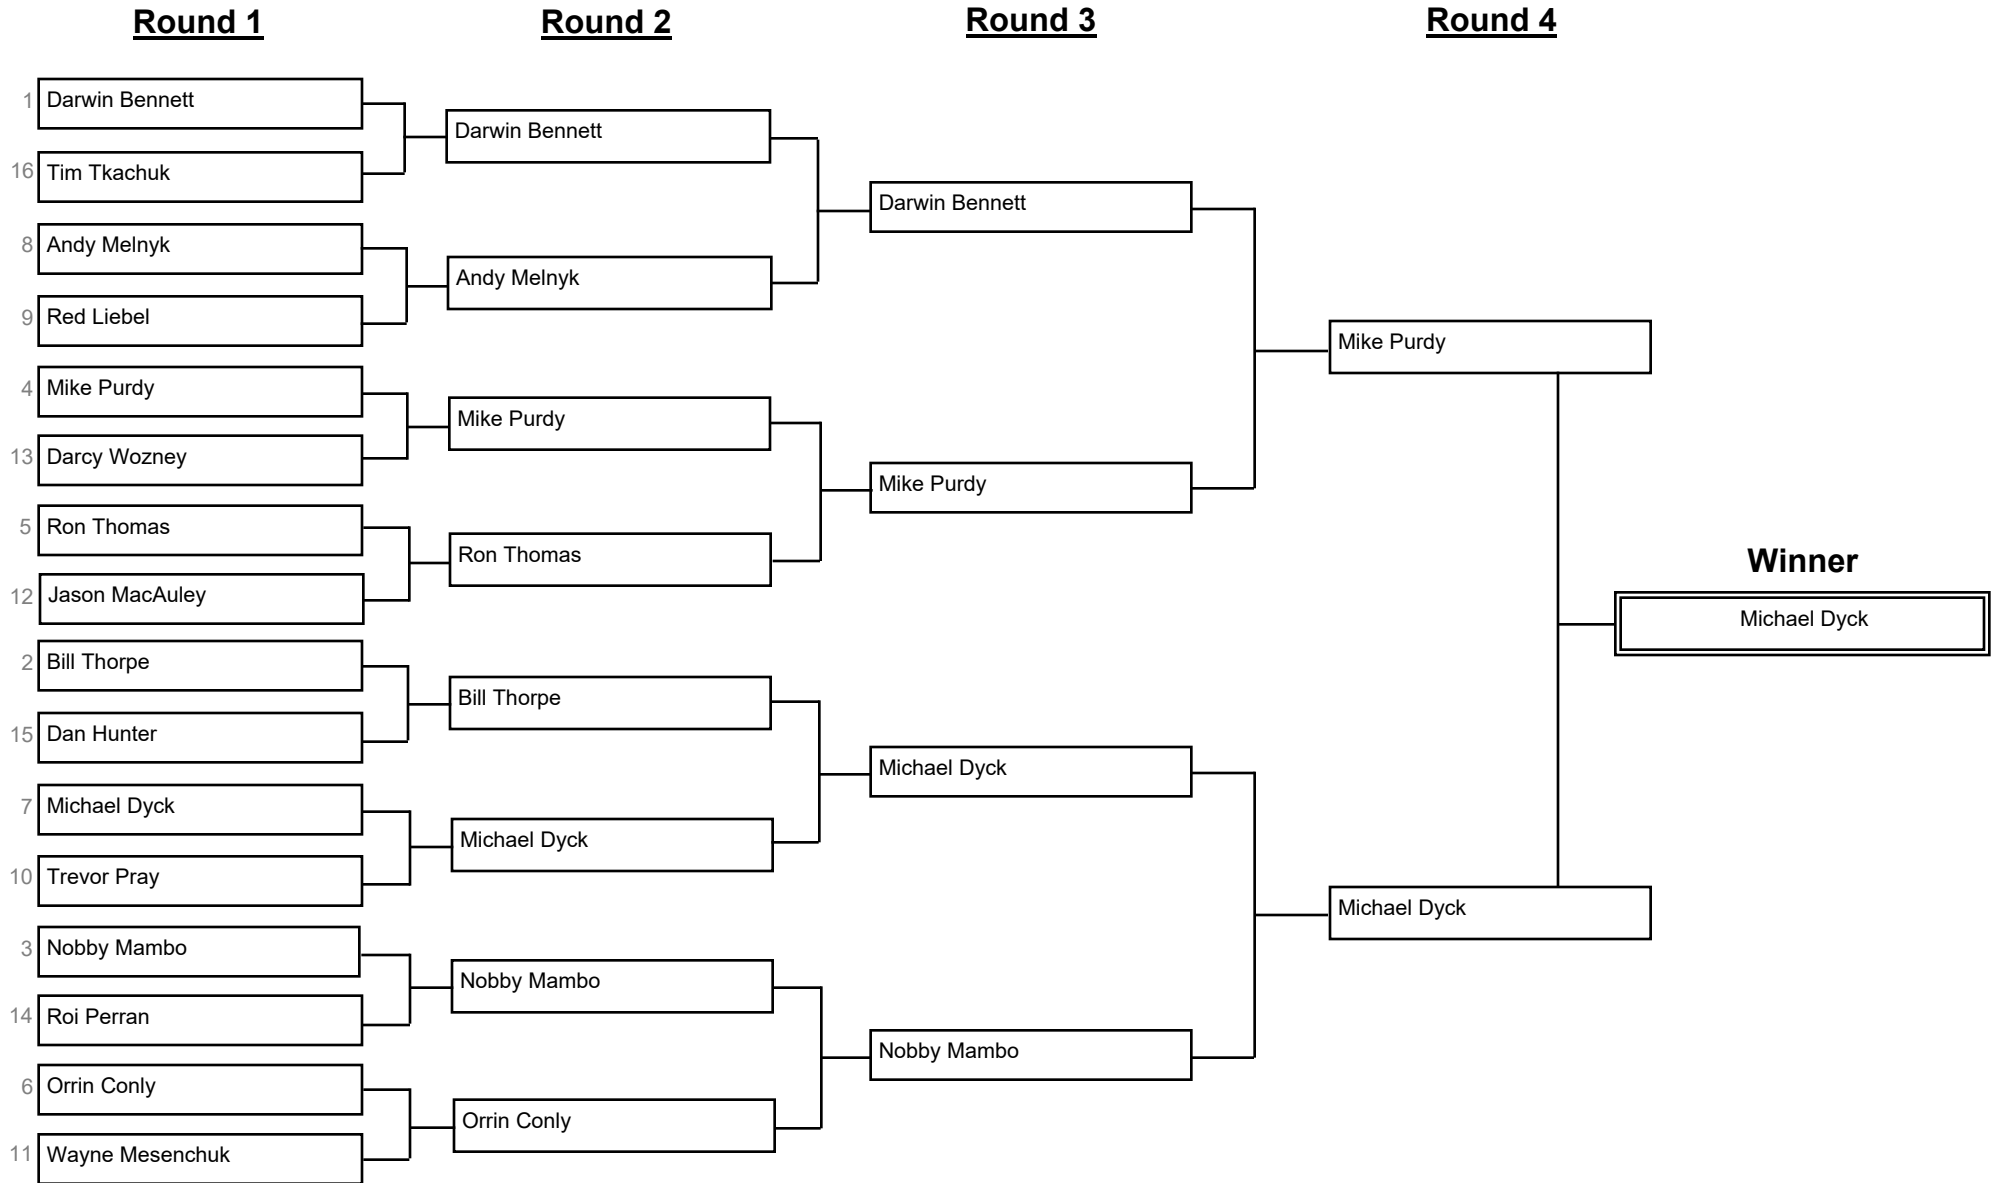 Round 1
Round 2
Round 3
Round 4
1 Darwin Bennett
16 Tim Tkachuk
8 Andy Melnyk
9 Red Liebel
4 Mike Purdy
13 Darcy Wozney
5 Ron Thomas
12 Jason MacAuley
2 Bill Thorpe
15 Dan Hunter
7 Michael Dyck
10 Trevor Pray
3 Nobby Mambo
14 Roi Perran
6 Orrin Conly
11 Wayne Mesenchuk
Darwin Bennett
Andy Melnyk
Mike Purdy
Ron Thomas
Bill Thorpe
Michael Dyck
Nobby Mambo
Orrin Conly
Darwin Bennett
Mike Purdy
Michael Dyck
Nobby Mambo
Mike Purdy
Michael Dyck
Winner
Michael Dyck